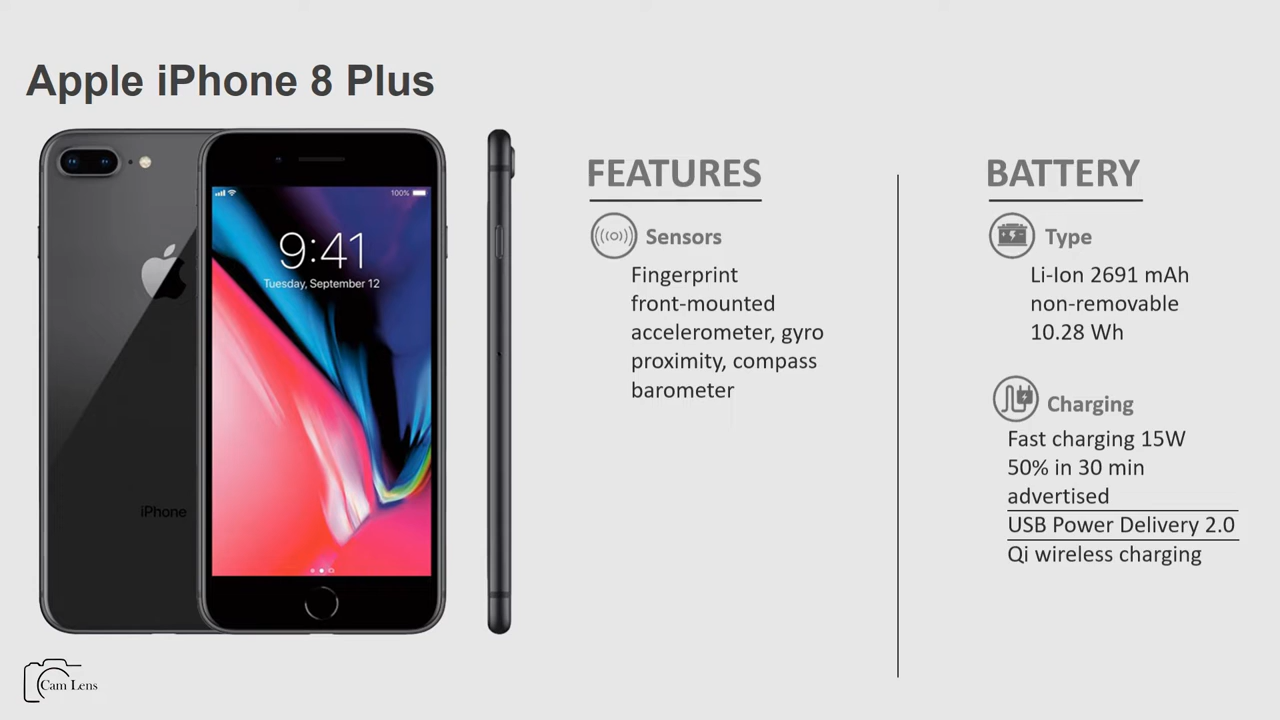 Apple iPhone 8 Plus
100%
9:41
Tuesday, September 12
iPhone
FEATURES
Sensors
Fingerprint
front-mounted
accelerometer, gyro
proximity, compass
barometer
BATTERY
Type
Li-Ion 2691 mAh
non-removable
10.28 Wh
Charging
Fast charging 15W
50% in 30 min
advertised
USB Power Delivery 2.0
Qi wireless charging
Cam Lens